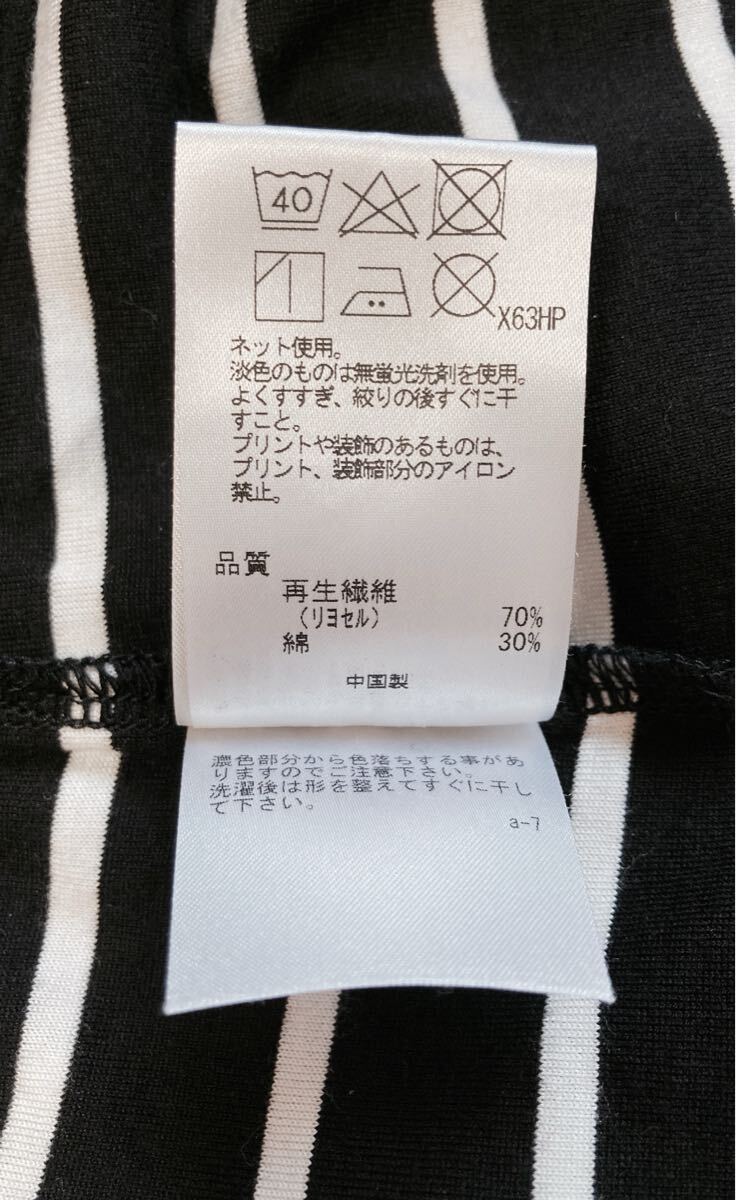 40
X63HP
ネット使用。
淡色のものは無蛍光洗剤を使用。
よくすすぎ、絞りの後すぐに干
すこと。
プリントや装飾のあるものは、
プリント、装飾部分のアイロン
禁止。
品質
再生繊維
(リヨセル) 70%
綿 30%
中国製
濃色部分から色落ちする事があ
りますのでご注意下さい。
洗濯後は形を整えてすぐに干し
て下さい。
a-7